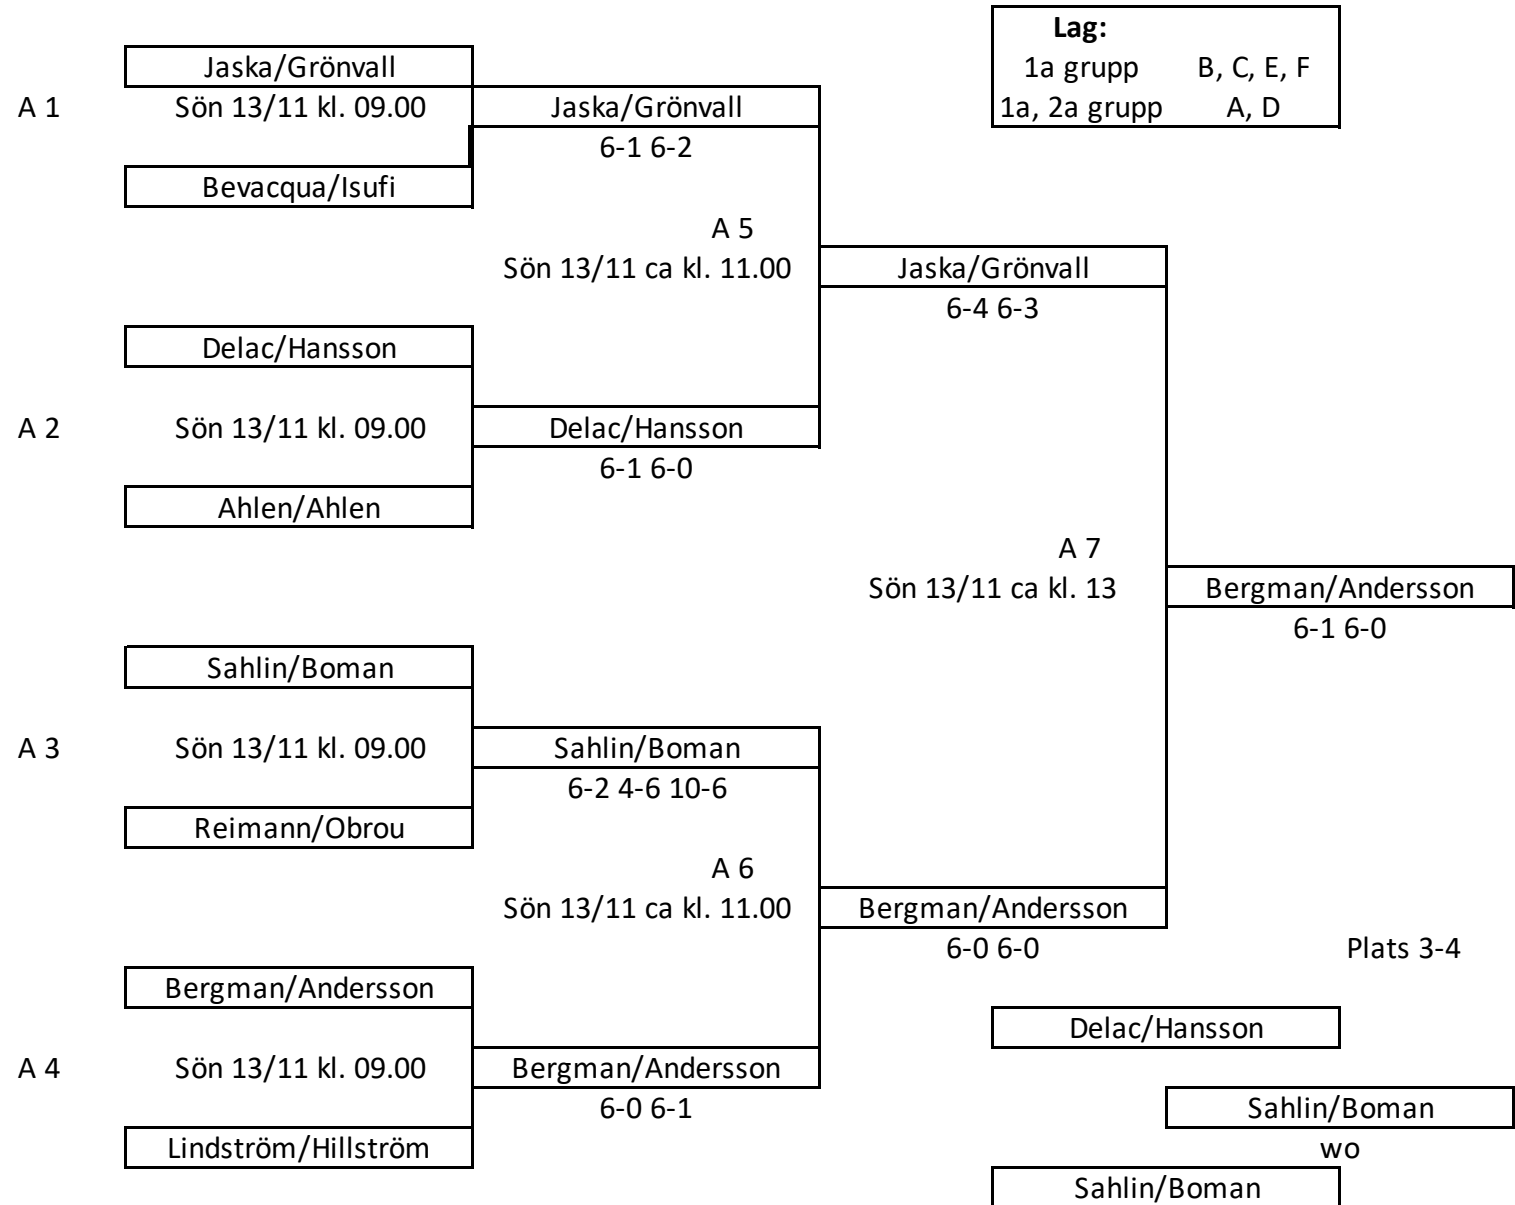 Lag:
Jaska/Grönvall
1a grupp B, C, E, F
A 1 Sön 13/11 kl. 09.00 Jaska/Grönvall 1a, 2a grupp A, D
6-1 6-2
Bevacqua/Isufi
A 5
Sön 13/11 ca kl. 11.00 Jaska/Grönvall
6-4 6-3
Delac/Hansson
A 2 Sön 13/11 kl. 09.00 Delac/Hansson
6-1 6-0
Ahlen/Ahlen
A 7
Sön 13/11 ca kl. 13 Bergman/Andersson
6-1 6-0
Sahlin/Boman
A 3 Sön 13/11 kl. 09.00 Sahlin/Boman
6-2 4-6 10-6
Reimann/Obrou
A 6
Sön 13/11 ca kl. 11.00 Bergman/Andersson
6-0 6-0 Plats 3-4
Bergman/Andersson
Delac/Hansson
A 4 Sön 13/11 kl. 09.00 Bergman/Andersson
6-0 6-1 Sahlin/Boman
Lindström/Hillström wo
Sahlin/Boman